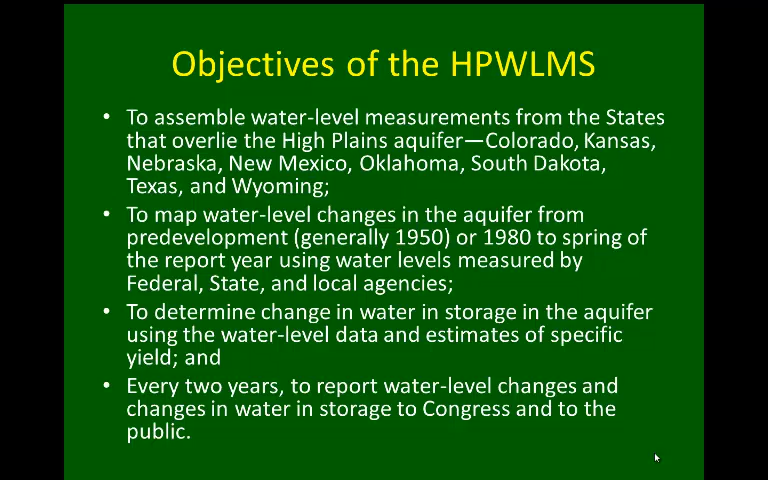 Objectives of the HPWLMS
• To assemble water-level measurements from the States
that overlie the High Plains aquifer—Colorado, Kansas,
Nebraska, New Mexico, Oklahoma, South Dakota,
Texas, and Wyoming;
• To map water-level changes in the aquifer from
predevelopment (generally 1950) or 1980 to spring of
the report year using water levels measured by
Federal, State, and local agencies;
• To determine change in water in storage in the aquifer
using the water-level data and estimates of specific
yield; and
• Every two years, to report water-level changes and
changes in water in storage to Congress and to the
public.